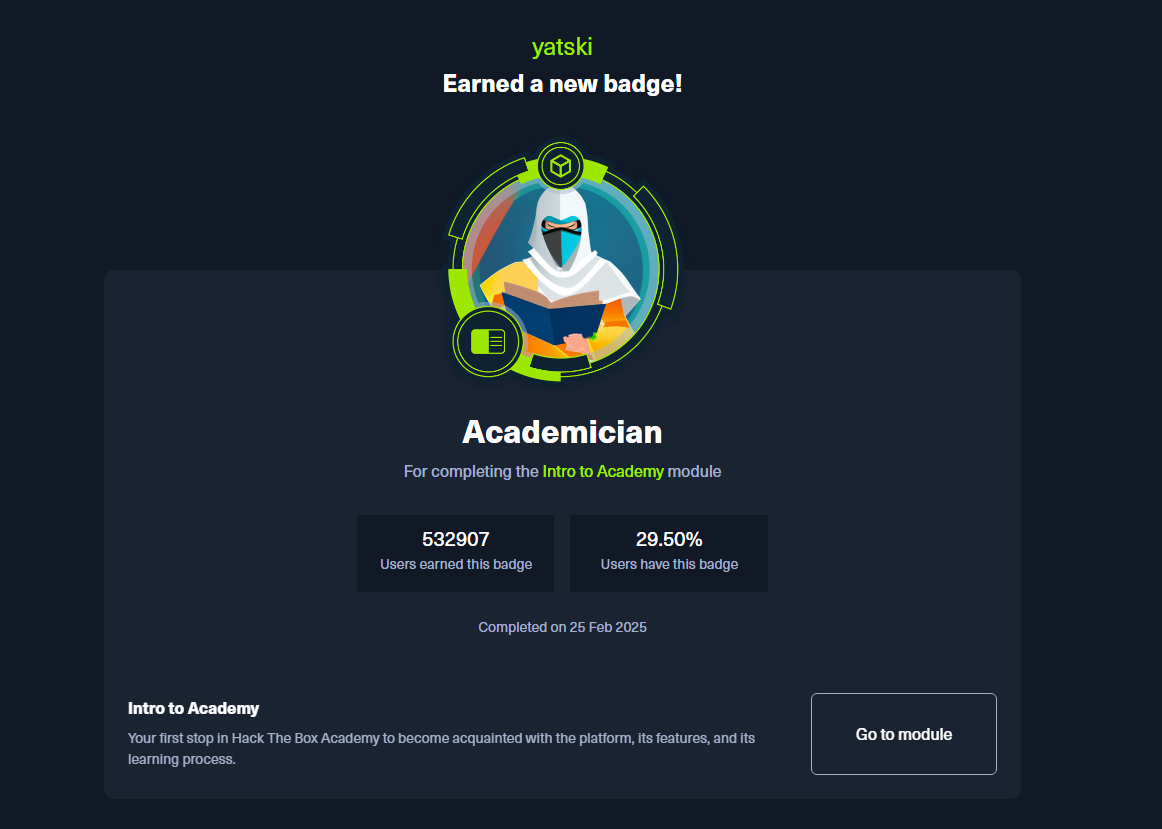 yatski
Earned a new badge!
Academician
For completing the Intro to Academy module
532907
Users earned this badge
29.50%
Users have this badge
Completed on 25 Feb 2025
Intro to Academy
Your first stop in Hack The Box Academy to become acquainted with the platform, its features, and its
learning process.
Go to module